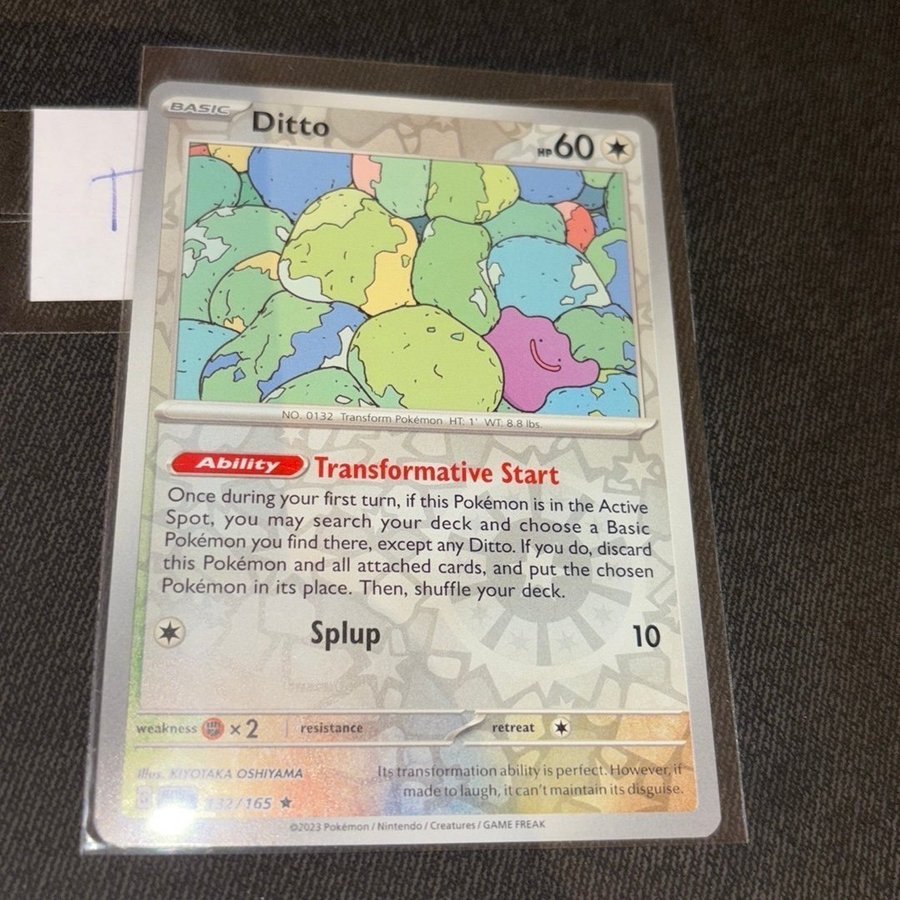 BASIC Ditto HP 60
NO. 0132 Transform Pokémon HT: 1' WT: 8.8 lbs.
Ability Transformative Start
Once during your first turn, if this Pokémon is in the Active
Spot, you may search your deck and choose a Basic
Pokémon you find there, except any Ditto. If you do, discard
this Pokémon and all attached cards, and put the chosen
Pokémon in its place. Then, shuffle your deck.
Splup 10
weakness ×2 resistance retreat
Illus. KIYOTAKA OSHIYAMA
Its transformation ability is perfect. However, if
made to laugh, it can't maintain its disguise.
132/165 ★
©2023 Pokémon / Nintendo / Creatures / GAME FREAK